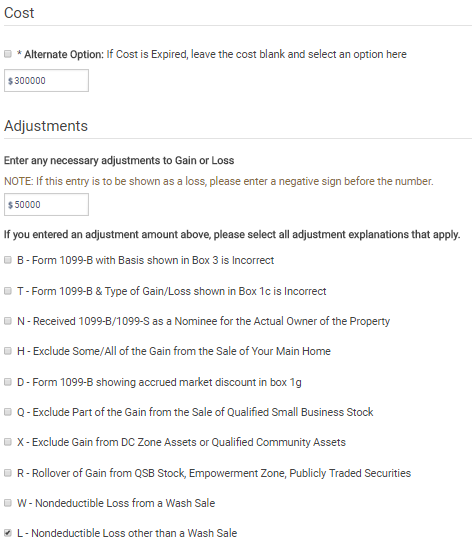 Cost
* Alternate Option: If Cost is Expired, leave the cost blank and select an option here
$ 300000
Adjustments
Enter any necessary adjustments to Gain or Loss
NOTE: If this entry is to be shown as a loss, please enter a negative sign before the number.
$ 50000
If you entered an adjustment amount above, please select all adjustment explanations that apply.
B - Form 1099-B with Basis shown in Box 3 is Incorrect
T - Form 1099-B & Type of Gain/Loss shown in Box 1c is Incorrect
N - Received 1099-B/1099-S as a Nominee for the Actual Owner of the Property
H - Exclude Some/All of the Gain from the Sale of Your Main Home
D - Form 1099-B showing accrued market discount in box 1g
Q - Exclude Part of the Gain from the Sale of Qualified Small Business Stock
X - Exclude Gain from DC Zone Assets or Qualified Community Assets
R - Rollover of Gain from QSB Stock, Empowerment Zone, Publicly Traded Securities
W - Nondeductible Loss from a Wash Sale
L - Nondeductible Loss other than a Wash Sale